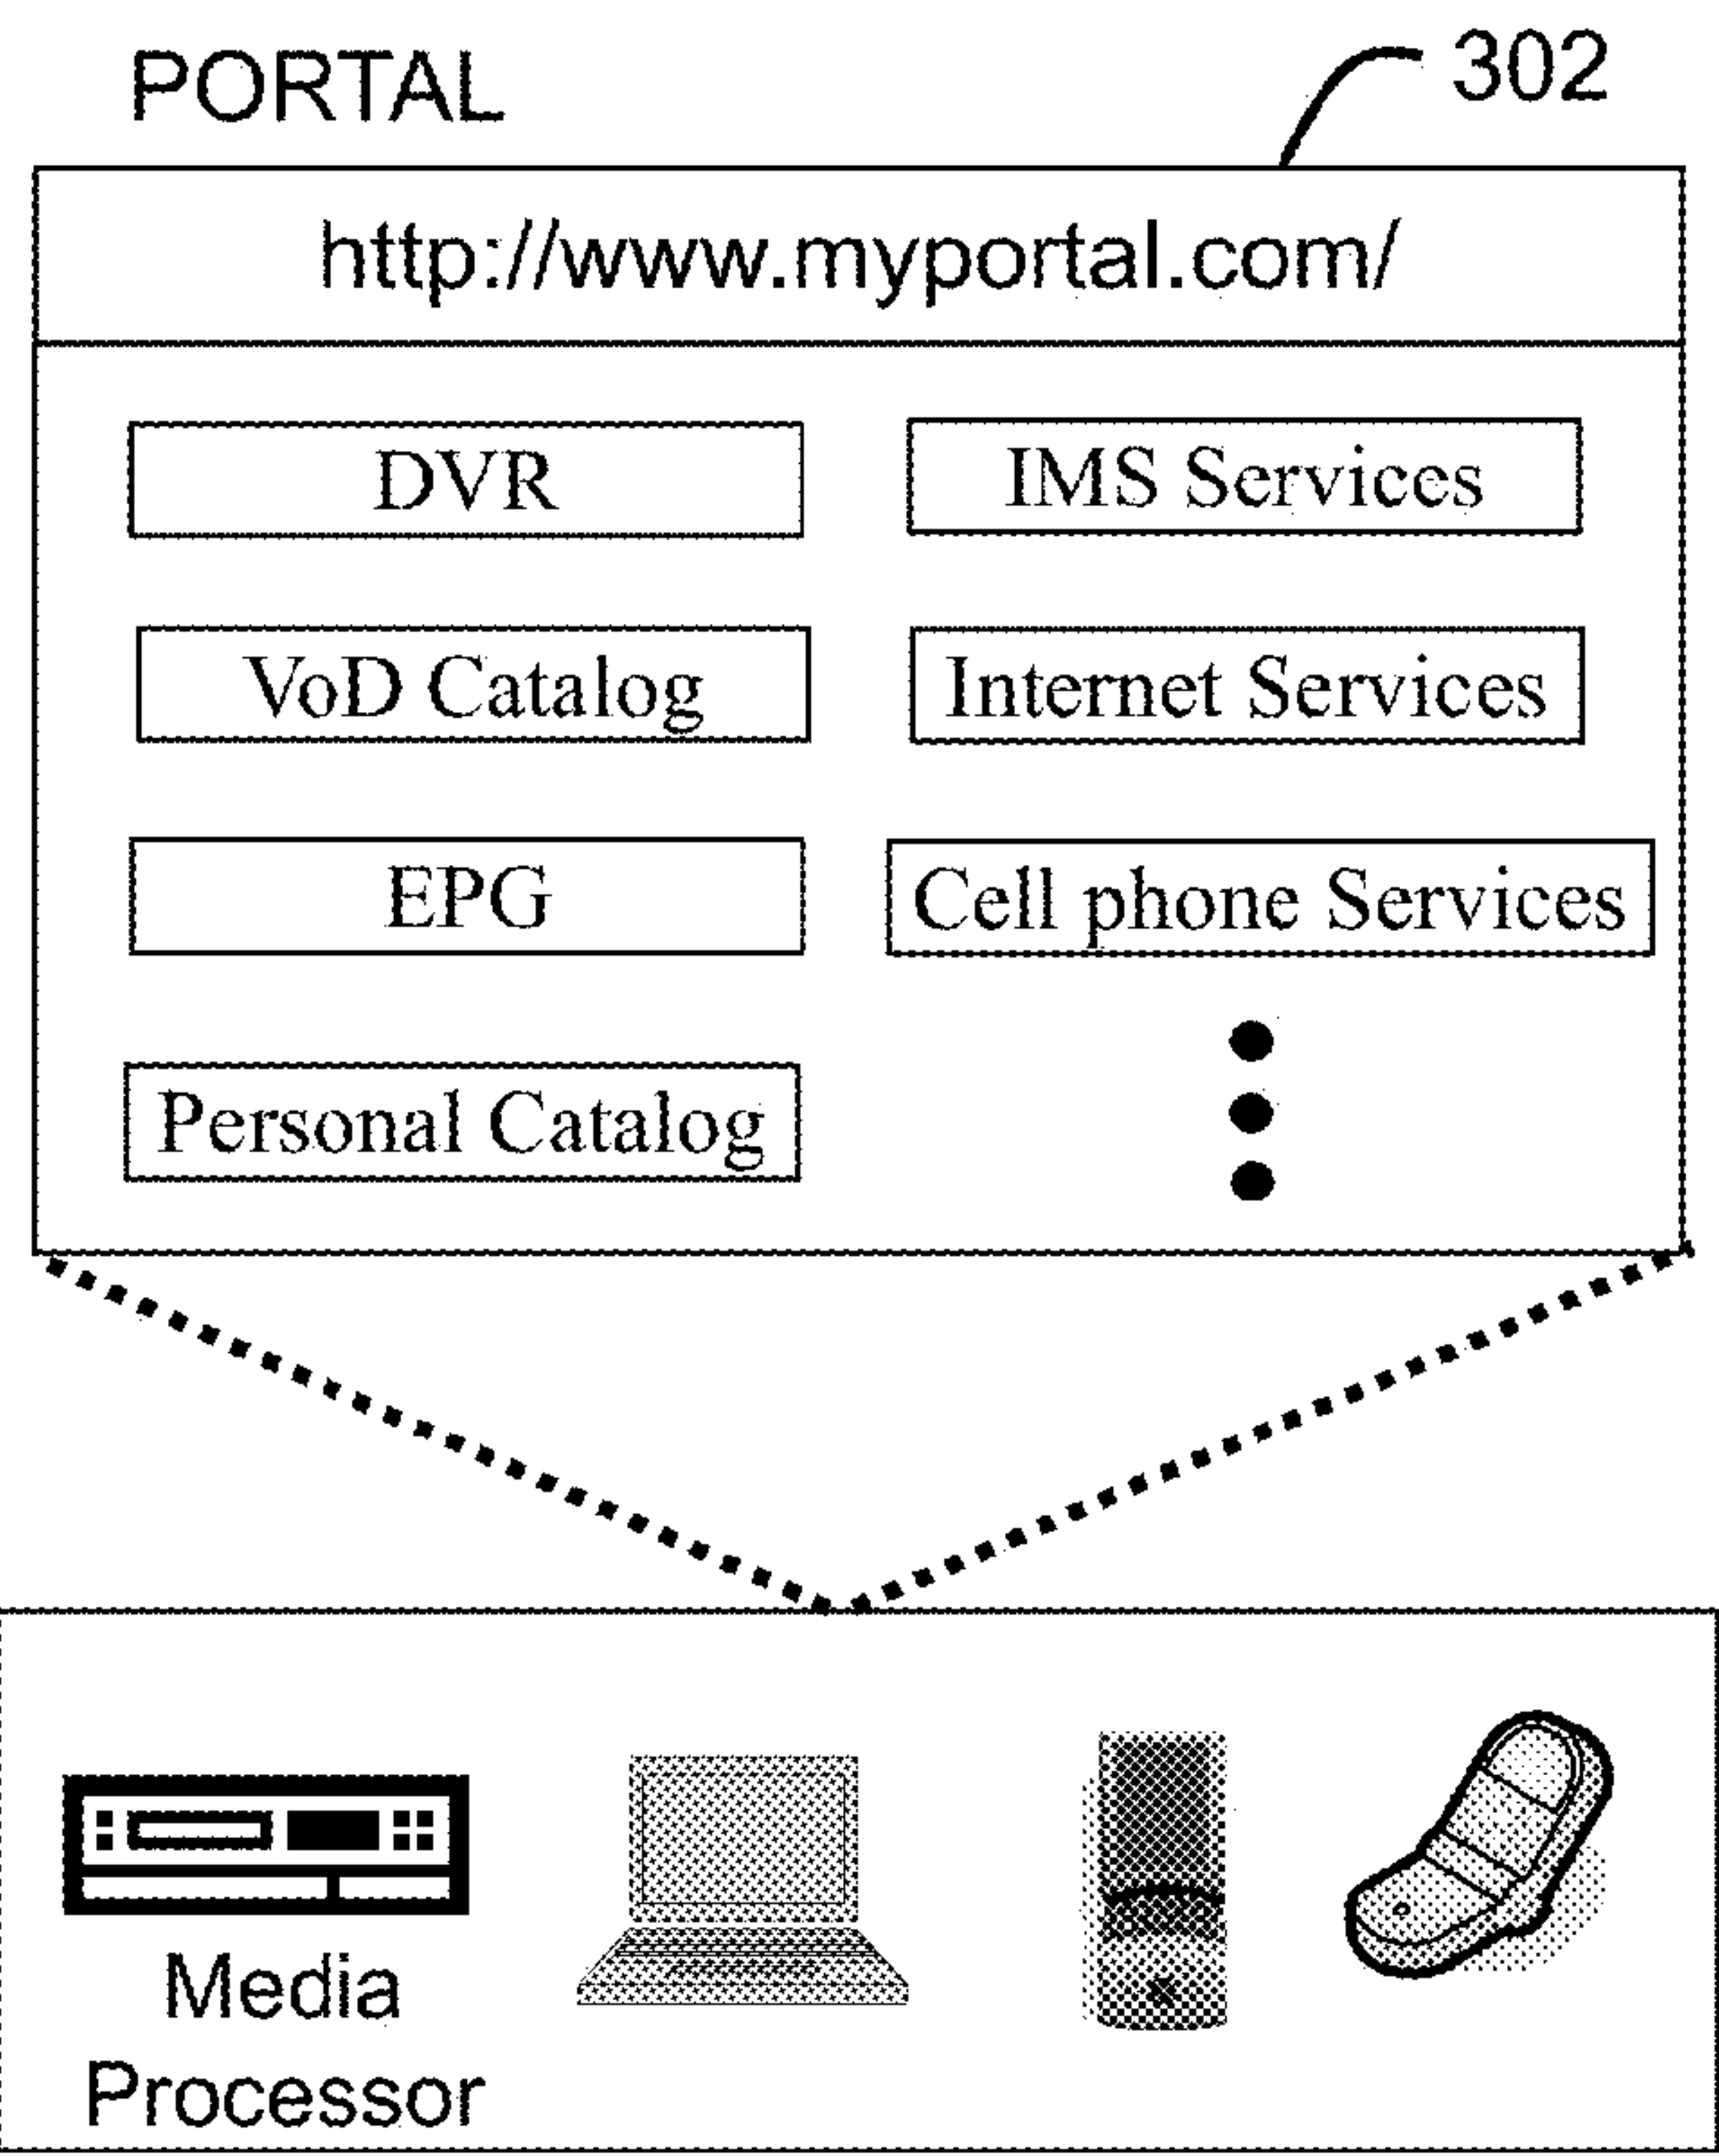 PORTAL
302
http://www.myportal.com/
DVR
IMS Services
VoD Catalog
Internet Services
EPG
Cell phone Services
Personal Catalog
Media
Processor